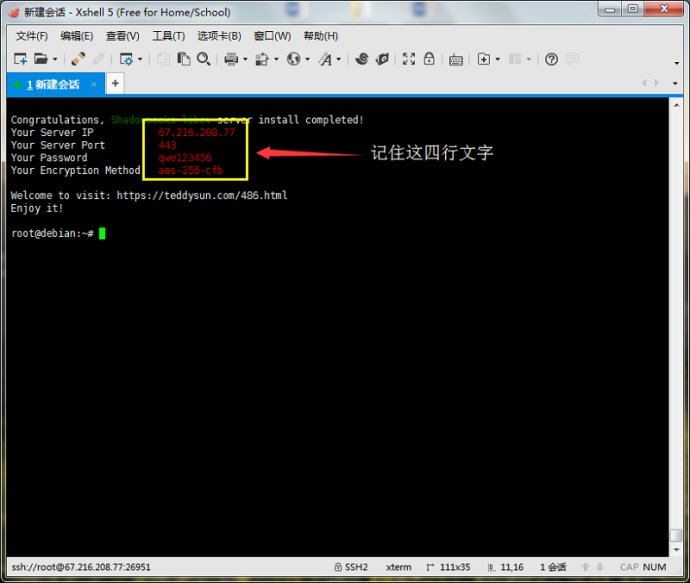 新建会话 - Xshell 5 (Free for Home/School)
文件(F) 编辑(E) 查看(V) 工具(T) 选项卡(B) 窗口(W) 帮助(H)
1 新建会话
Congratulations, Shadowsocks-libev server install completed!
Your Server IP 67.216.208.77
Your Server Port 443
Your Password qwe123456
Your Encryption Method aes-256-cfb
记住这四行文字
Welcome to visit: https://teddysun.com/486.html
Enjoy it!
root@debian:~#
ssh://root@67.216.208.77:26951 SSH2 xterm 111x35 11,16 1 会话 CAP NUM